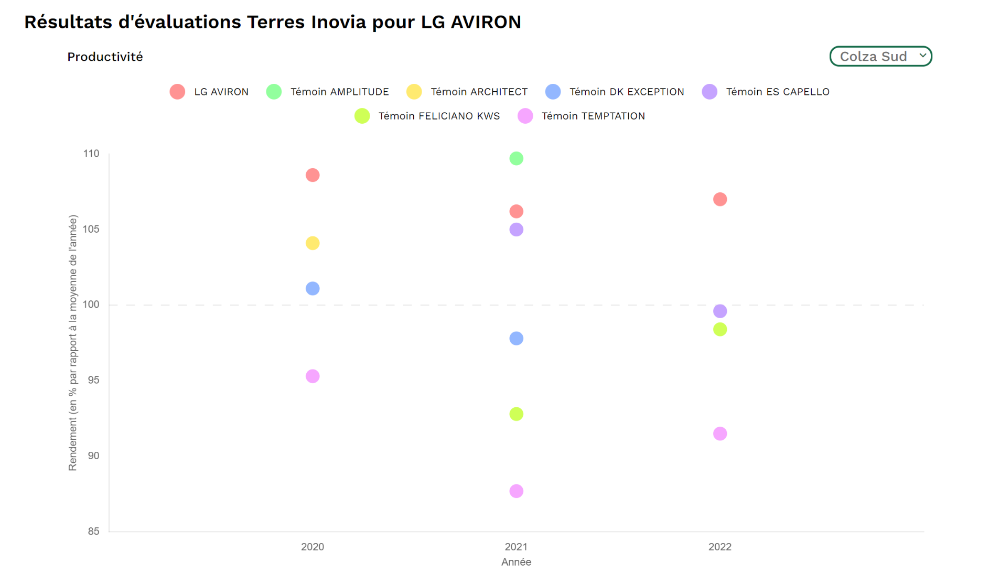 Résultats d'évaluations Terres Inovia pour LG AVIRON
Productivité
Colza Sud
LG AVIRON
Témoin AMPLITUDE
Témoin ARCHITECT
Témoin DK EXCEPTION
Témoin ES CAPELLO
Témoin FELICIANO KWS
Témoin TEMPTATION
Rendement (en % par rapport à la moyenne de l'année)
110
105
100
95
90
85
2020
2021
2022
Année